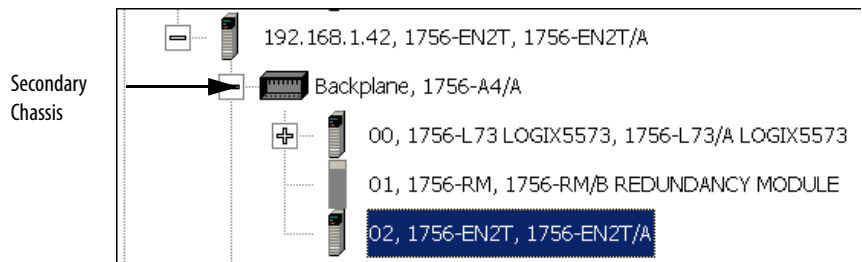 192.168.1.42, 1756-EN2T, 1756-EN2T/A
Secondary
Chassis
Backplane, 1756-A4/A
00, 1756-L73 LOGIX5573, 1756-L73/A LOGIX5573
01, 1756-RM, 1756-RM/B REDUNDANCY MODULE
02, 1756-EN2T, 1756-EN2T/A